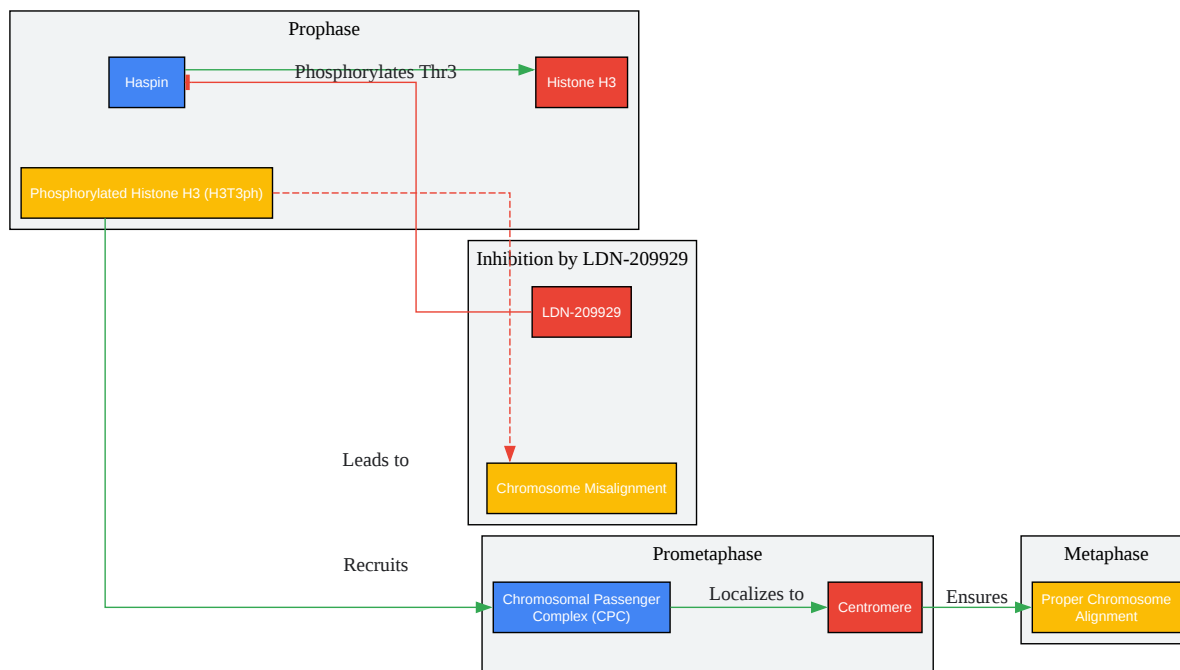 Prophase
Haspin
Phosphorylates Thr3
Histone H3
Phosphorylated Histone H3 (H3T3ph)
Inhibition by LDN-209929
LDN-209929
Leads to
Chromosome Misalignment
Prometaphase
Metaphase
Recruits
Chromosomal Passenger
Complex (CPC)
Localizes to
Centromere
Ensures
Proper Chromosome
Alignment